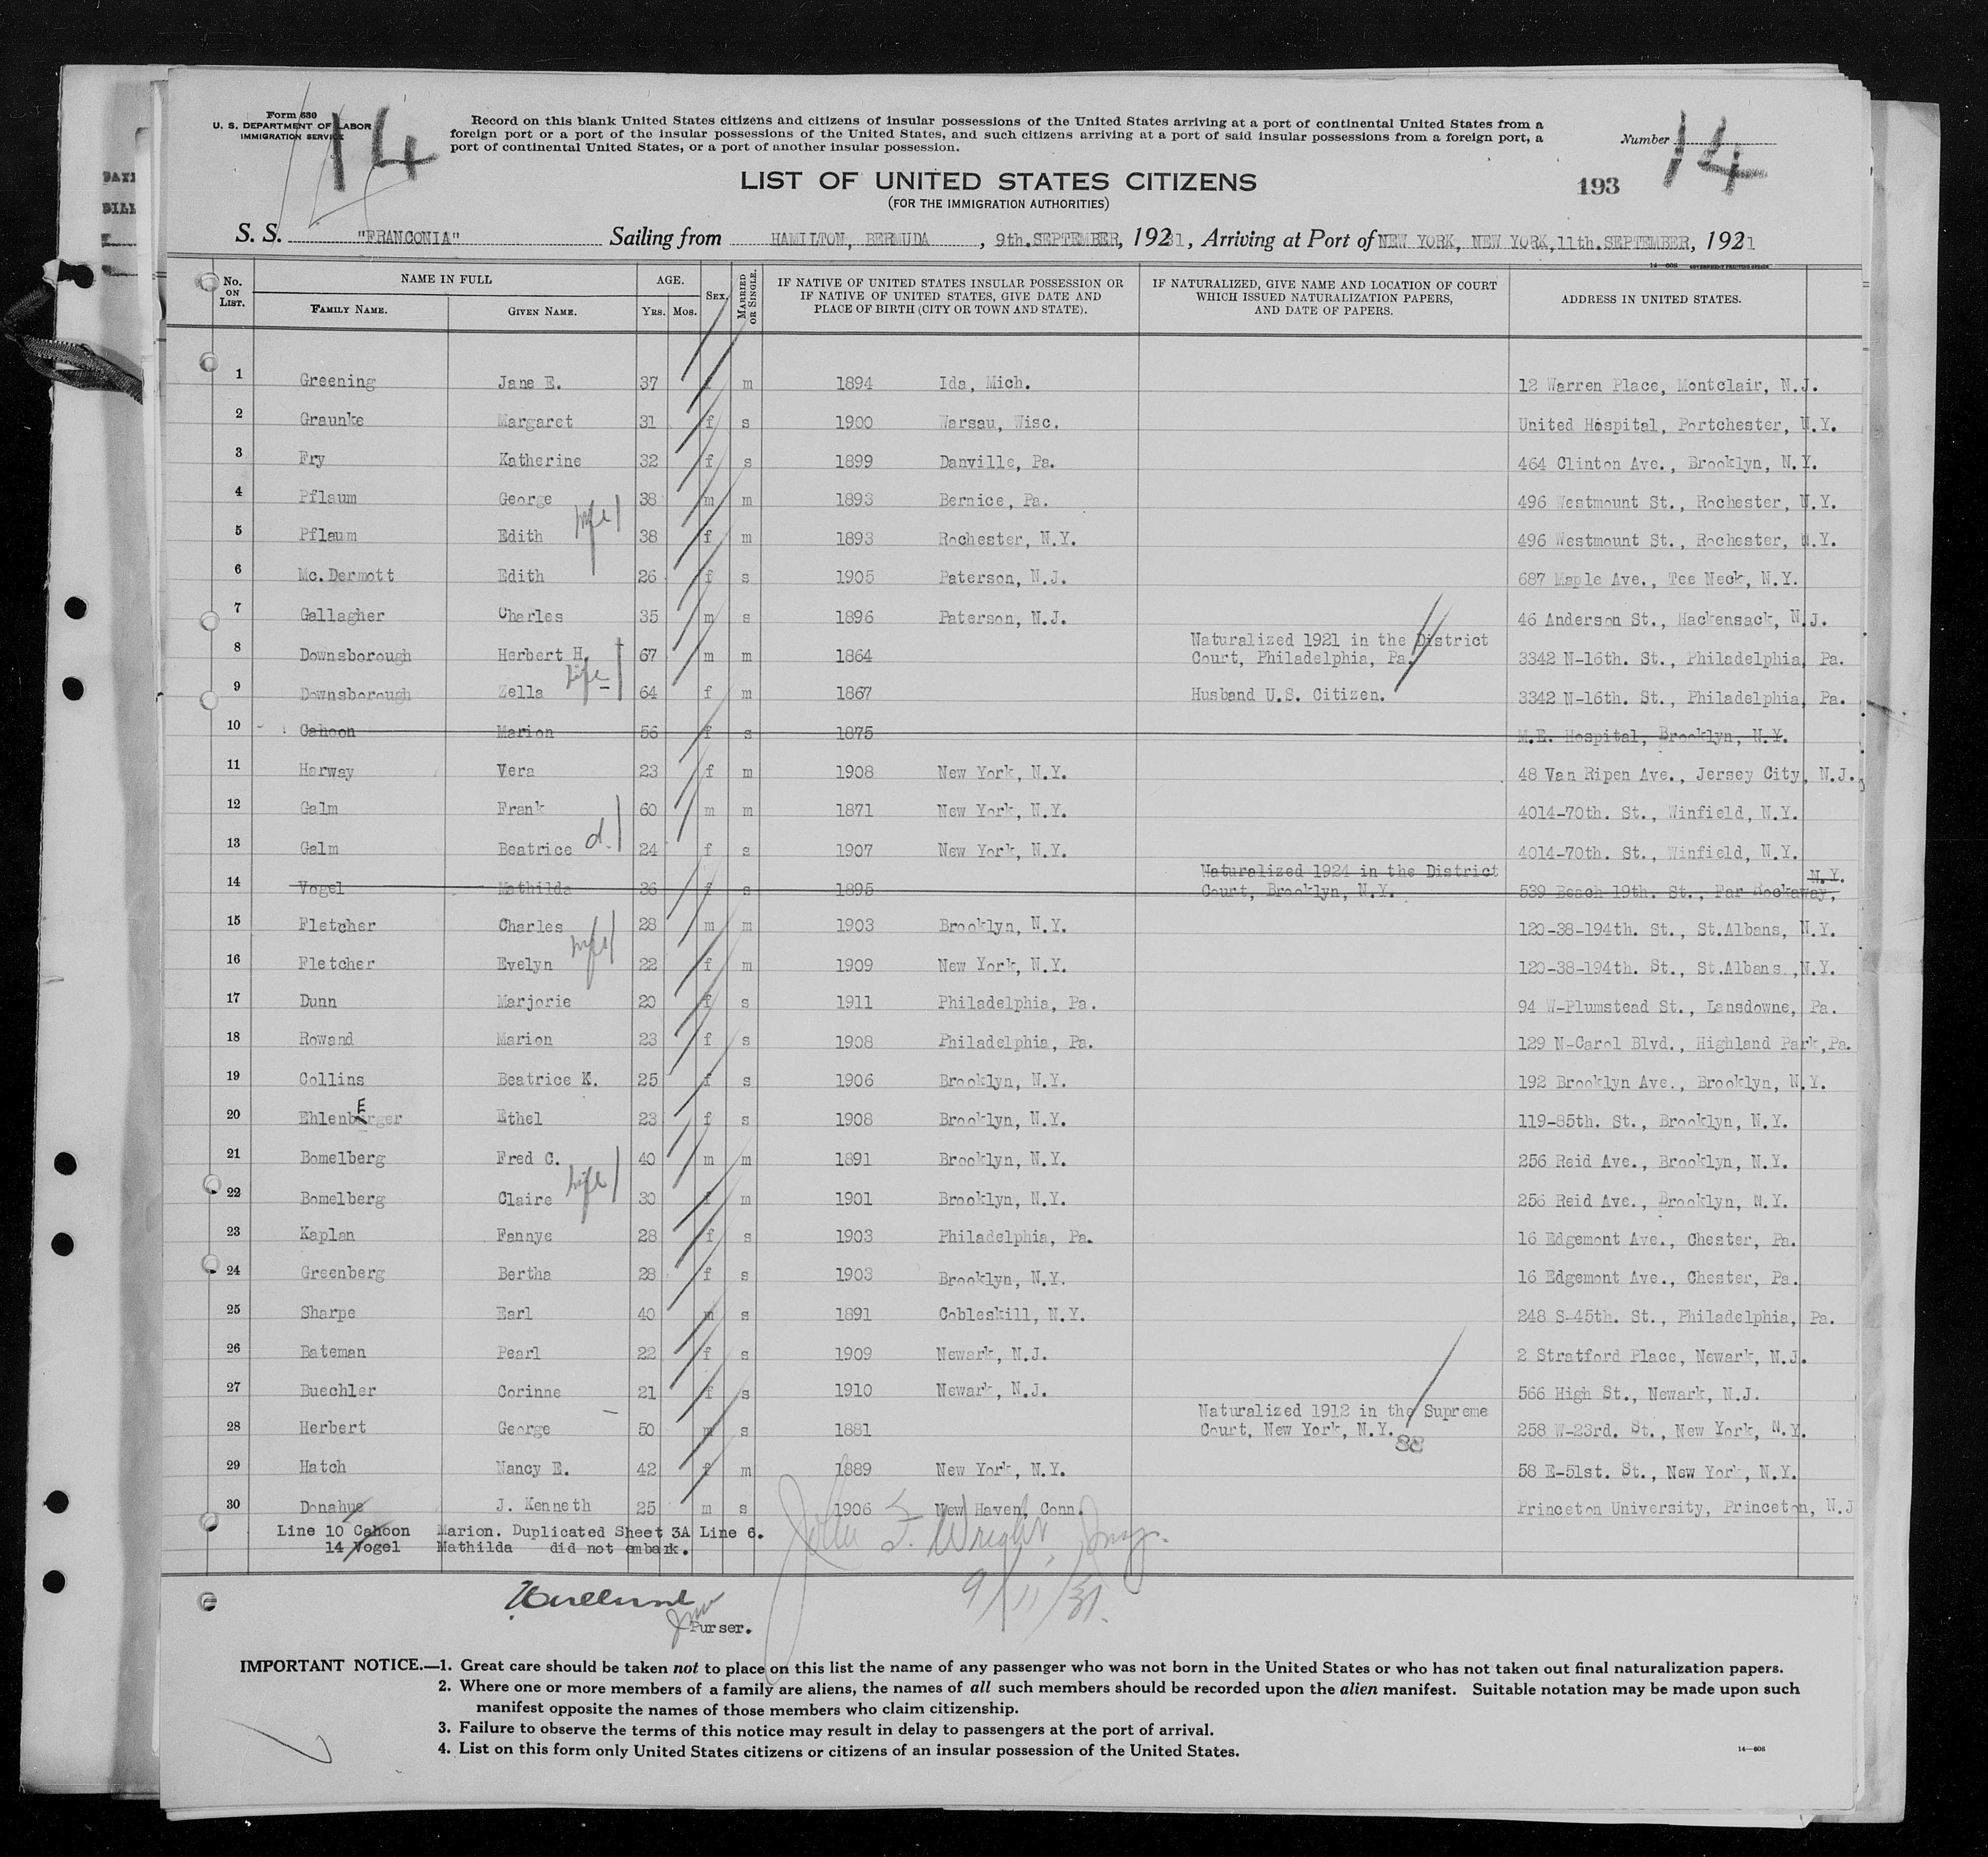 Form 630
U. S. DEPARTMENT OF LABOR
IMMIGRATION SERVICE
14
Record on this blank United States citizens and citizens of insular possessions of the United States arriving at a port of continental United States from a
foreign port or a port of the insular possessions of the United States, and such citizens arriving at a port of said insular possessions from a foreign port, a
port of continental United States, or a port of another insular possession.
Number 14
LIST OF UNITED STATES CITIZENS
(FOR THE IMMIGRATION AUTHORITIES)
193
S. S. "FRANCONIA" Sailing from HAMILTON, BERMUDA , 9th.SEPTEMBER, 1931, Arriving at Port of NEW YORK, NEW YORK,11th.SEPTEMBER, 1931
14—608 GOVERNMENT PRINTING OFFICE
No. ON LIST. NAME IN FULL AGE. SEX. MARRIED OR SINGLE. IF NATIVE OF UNITED STATES INSULAR POSSESSION OR IF NATIVE OF UNITED STATES, GIVE DATE AND PLACE OF BIRTH (CITY OR TOWN AND STATE). IF NATURALIZED, GIVE NAME AND LOCATION OF COURT WHICH ISSUED NATURALIZATION PAPERS, AND DATE OF PAPERS. ADDRESS IN UNITED STATES.
FAMILY NAME. GIVEN NAME. YRS. MOS.
1 Greening Jane E. 37 f m 1894 Ida, Mich. 12 Warren Place, Montclair, N.J.
2 Graunke Margaret 31 f s 1900 Warsau, Wisc. United Hospital, Portchester, N.Y.
3 Fry Katherine 32 f s 1899 Danville, Pa. 464 Clinton Ave., Brooklyn, N.Y.
4 Pflaum George 38 m m 1893 Bernice, Pa. 496 Westmount St., Rochester, N.Y.
wife
5 Pflaum Edith 38 f m 1893 Rochester, N.Y. 496 Westmount St., Rochester, N.Y.
6 Mc.Dermott Edith 26 f s 1905 Paterson, N.J. 687 Maple Ave., Tee Neck, N.Y.
7 Gallagher Charles 35 m s 1896 Paterson, N.J. 46 Anderson St., Hackensack, N.J.
8 Downsborough Herbert H. 67 m m 1864 Naturalized 1921 in the District Court, Philadelphia, Pa. 3342 N-16th. St., Philadelphia, Pa.
wife
9 Downsborough Zella 64 f m 1867 Husband U.S. Citizen. 3342 N-16th. St., Philadelphia, Pa.
10 Cahoon Marion 56 f s 1875 M.E. Hospital, Brooklyn, N.Y.
11 Harway Vera 23 f m 1908 New York, N.Y. 48 Van Ripen Ave., Jersey City, N.J.
12 Galm Frank 60 m m 1871 New York, N.Y. 4014-70th. St., Winfield, N.Y.
d.
13 Galm Beatrice 24 f s 1907 New York, N.Y. 4014-70th. St., Winfield, N.Y.
14 Vogel Mathilda 36 f s 1895 Naturalized 1924 in the District Court, Brooklyn, N.Y. 539 Beach 19th. St., Far Rockaway, N.Y.
15 Fletcher Charles 28 m m 1903 Brooklyn, N.Y. 120-38-194th. St., St.Albans, N.Y.
wife
16 Fletcher Evelyn 22 f m 1909 New York, N.Y. 120-38-194th. St., St.Albans.,N.Y.
17 Dunn Marjorie 20 f s 1911 Philadelphia, Pa. 94 W-Plumstead St., Lansdowne, Pa.
18 Rowand Marion 23 f s 1908 Philadelphia, Pa. 129 N-Carol Blvd., Highland Park,Pa.
19 Collins Beatrice K. 25 f s 1906 Brooklyn, N.Y. 192 Brooklyn Ave., Brooklyn, N.Y.
20 EhlenbErger Ethel 23 f s 1908 Brooklyn, N.Y. 119-85th. St., Brooklyn, N.Y.
21 Bomelberg Fred C. 40 m m 1891 Brooklyn, N.Y. 256 Reid Ave., Brooklyn, N.Y.
wife
22 Bomelberg Claire 30 f m 1901 Brooklyn, N.Y. 256 Reid Ave., Brooklyn, N.Y.
23 Kaplan Fannye 28 f s 1903 Philadelphia, Pa. 16 Edgemont Ave., Chester, Pa.
24 Greenberg Bertha 28 f s 1903 Brooklyn, N.Y. 16 Edgemont Ave., Chester, Pa.
25 Sharpe Earl 40 m s 1891 Cobleskill, N.Y. 248 S-45th. St., Philadelphia, Pa.
26 Bateman Pearl 22 f s 1909 Newark, N.J. 2 Stratford Place, Newark, N.J.
27 Buechler Corinne 21 f s 1910 Newark, N.J. 566 High St., Newark, N.J.
28 Herbert George 50 m s 1881 Naturalized 1912 in the Supreme Court, New York, N.Y. 38 258 W-23rd. St., New York, N.Y.
29 Hatch Nancy E. 42 f m 1889 New York, N.Y. 58 E-51st. St., New York, N.Y.
30 Donahue J. Kenneth 25 m s 1906 New Haven, Conn. Princeton University, Princeton, N.J
Line 10 Cahoon Marion. Duplicated Sheet 3A Line 6.
14 Vogel Mathilda did not embark.
John F. Wright, Insp.
9/11/31.
Purser.
IMPORTANT NOTICE.—1. Great care should be taken not to place on this list the name of any passenger who was not born in the United States or who has not taken out final naturalization papers.
2. Where one or more members of a family are aliens, the names of all such members should be recorded upon the alien manifest. Suitable notation may be made upon such
manifest opposite the names of those members who claim citizenship.
3. Failure to observe the terms of this notice may result in delay to passengers at the port of arrival.
4. List on this form only United States citizens or citizens of an insular possession of the United States.
14—608